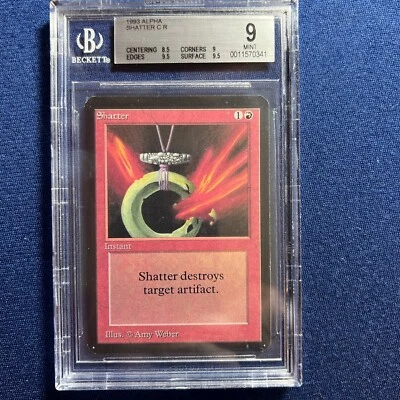 1993 ALPHA
SHATTER C R
CENTERING 8.5 CORNERS 9
EDGES 9.5 SURFACE 9.5
9
MINT
0011570341
B
BECKETT
Shatter
1
Instant
Shatter destroys
target artifact.
Illus. © Amy Weber